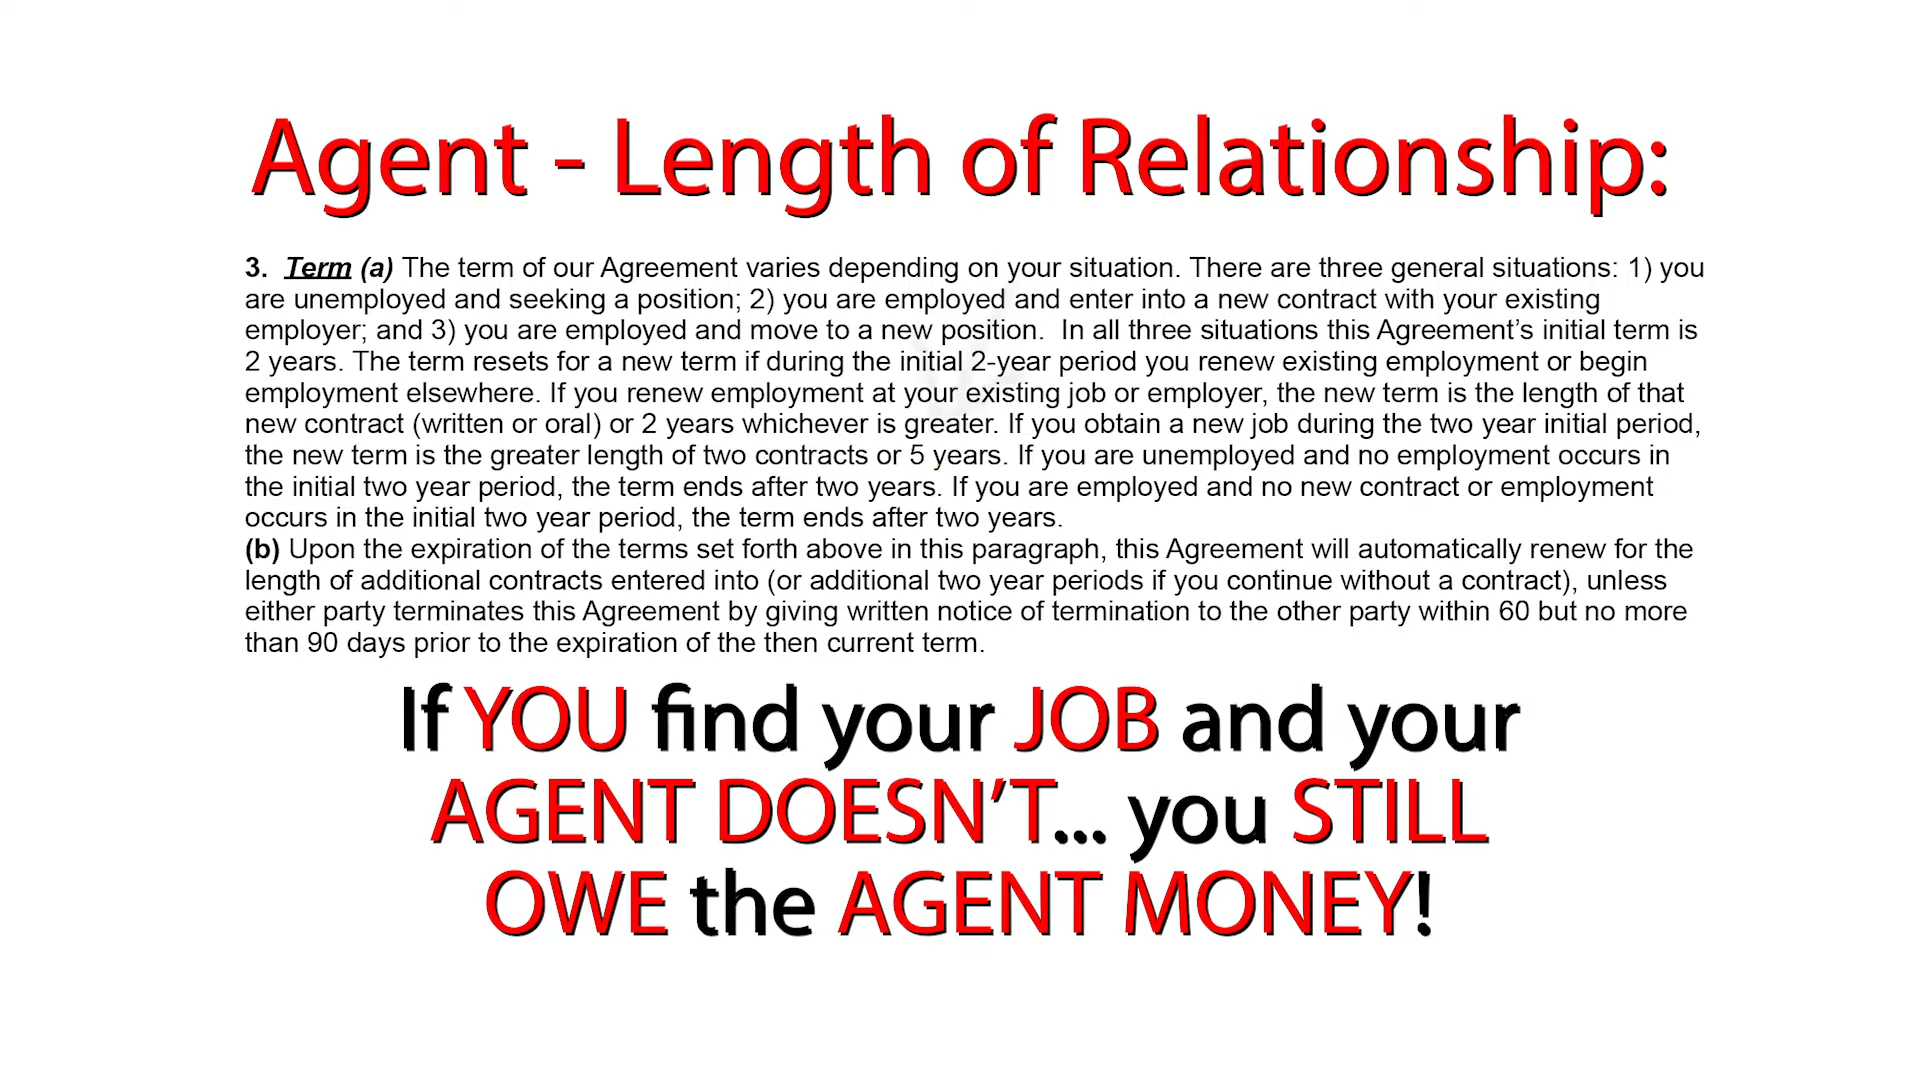 Agent - Length of Relationship:
3. Term (a) The term of our Agreement varies depending on your situation. There are three general situations: 1) you
are unemployed and seeking a position; 2) you are employed and enter into a new contract with your existing
employer; and 3) you are employed and move to a new position. In all three situations this Agreement’s initial term is
2 years. The term resets for a new term if during the initial 2-year period you renew existing employment or begin
employment elsewhere. If you renew employment at your existing job or employer, the new term is the length of that
new contract (written or oral) or 2 years whichever is greater. If you obtain a new job during the two year initial period,
the new term is the greater length of two contracts or 5 years. If you are unemployed and no employment occurs in
the initial two year period, the term ends after two years. If you are employed and no new contract or employment
occurs in the initial two year period, the term ends after two years.
(b) Upon the expiration of the terms set forth above in this paragraph, this Agreement will automatically renew for the
length of additional contracts entered into (or additional two year periods if you continue without a contract), unless
either party terminates this Agreement by giving written notice of termination to the other party within 60 but no more
than 90 days prior to the expiration of the then current term.
If YOU find your JOB and your
AGENT DOESN’T... you STILL
OWE the AGENT MONEY!